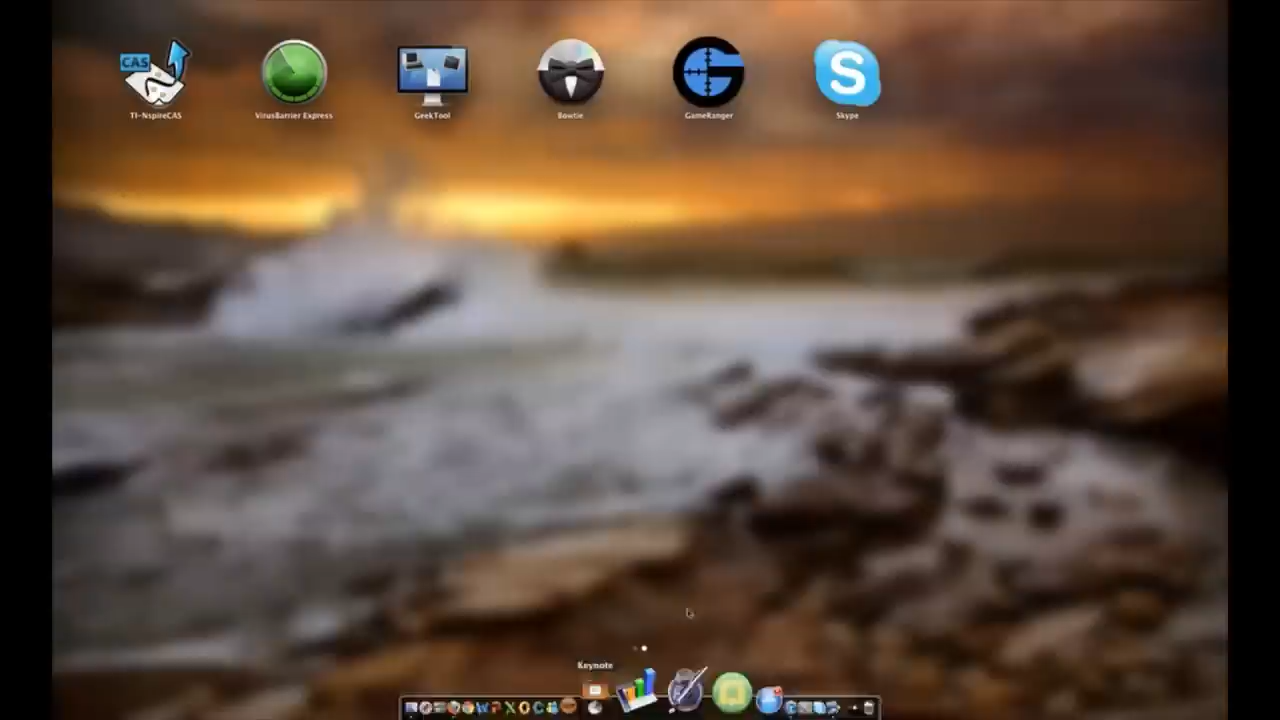 CAS
TI-NspireCAS
VirusBarrier Express
GeekTool
Bowtie
G
GameRanger
S
Skype
Keynote